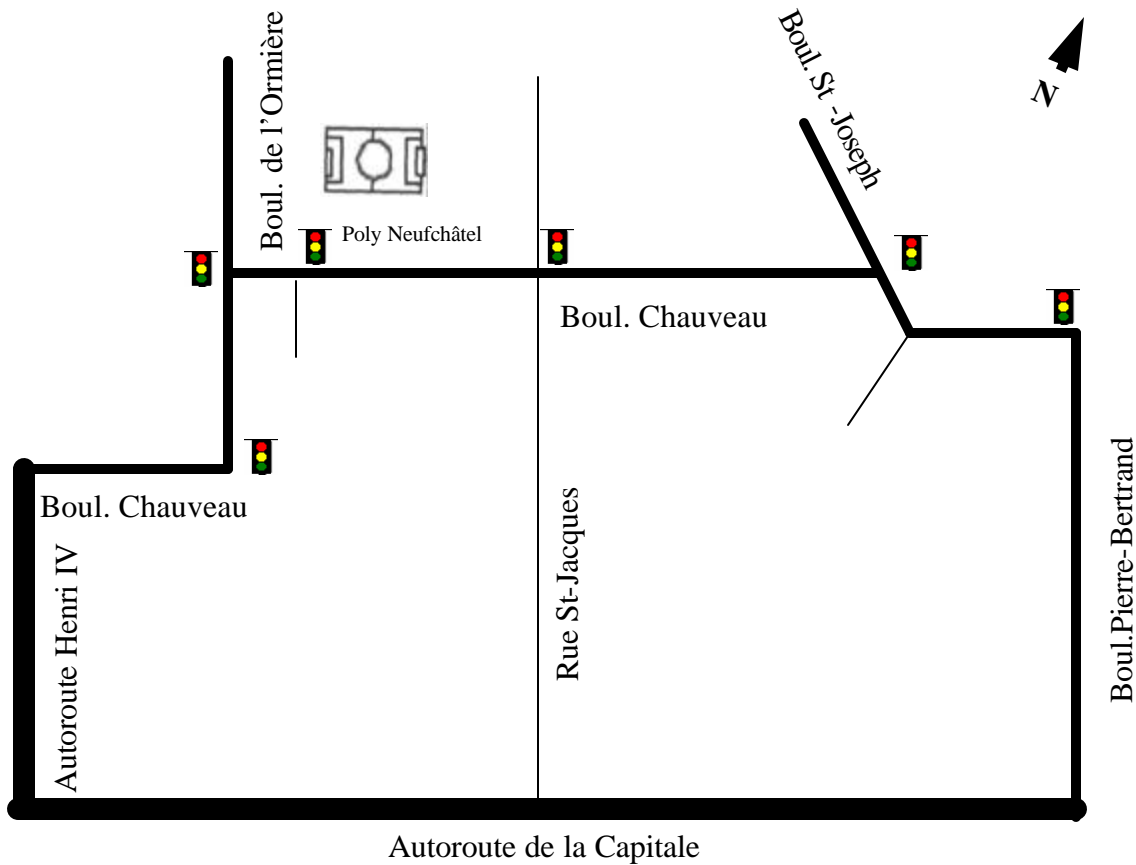 Boul. de l’Ormière
Boul. St -Joseph
N
Poly Neufchâtel
Boul. Chauveau
Boul. Chauveau
Autoroute Henri IV
Rue St-Jacques
Boul.Pierre-Bertrand
Autoroute de la Capitale